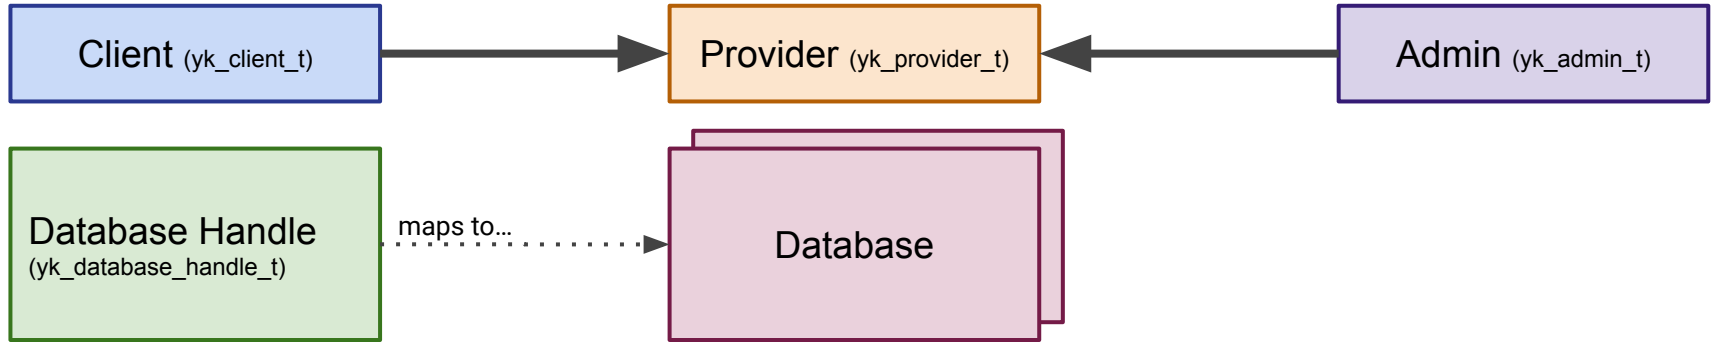 Client (yk_client_t)
Provider (yk_provider_t)
Admin (yk_admin_t)
Database Handle
(yk_database_handle_t)
maps to...
Database